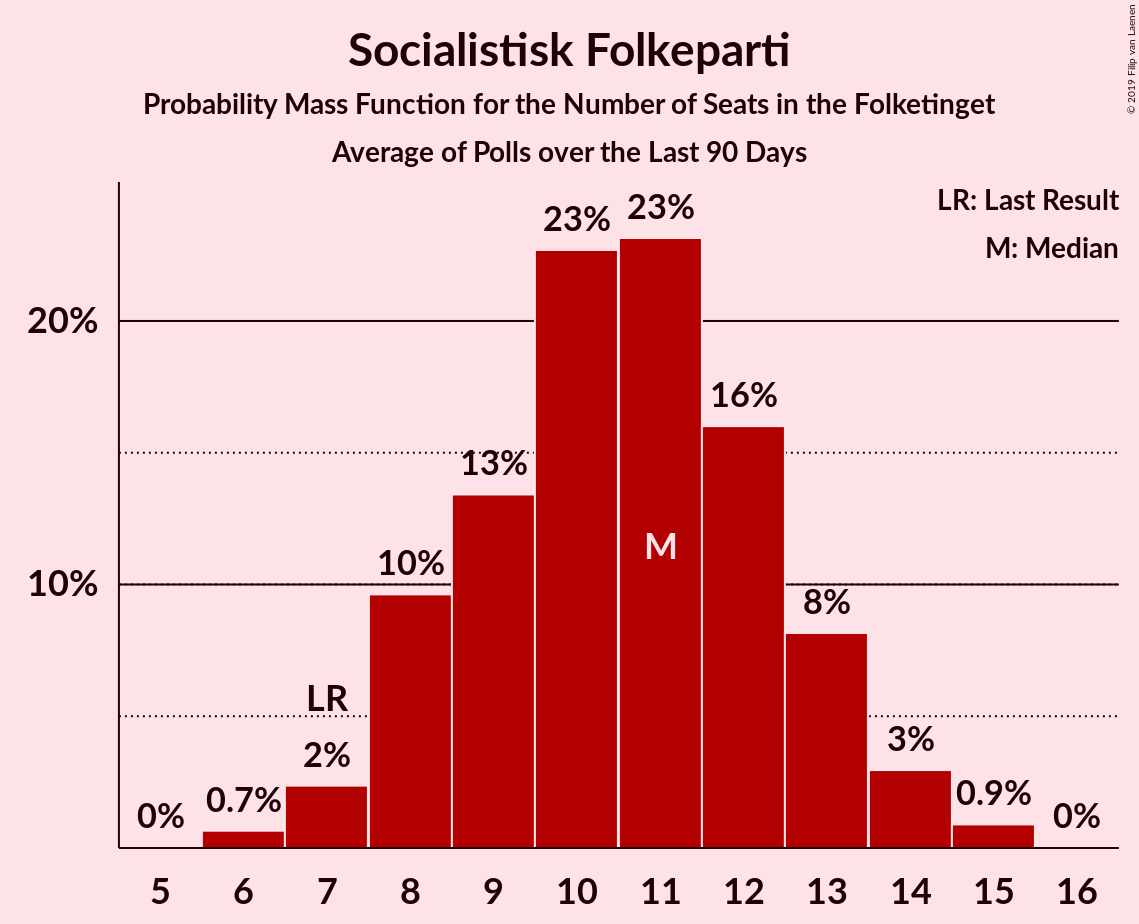 Socialistisk Folkeparti
Probability Mass Function for the Number of Seats in the Folketinget
Average of Polls over the Last 90 Days
© 2019 Filip van Laenen
LR: Last Result
M: Median
23%
23%
20%
16%
13%
M
10%
10%
8%
LR
3%
2%
0.9%
0.7%
0%
0%
5 6 7 8 9 10 11 12 13 14 15 16